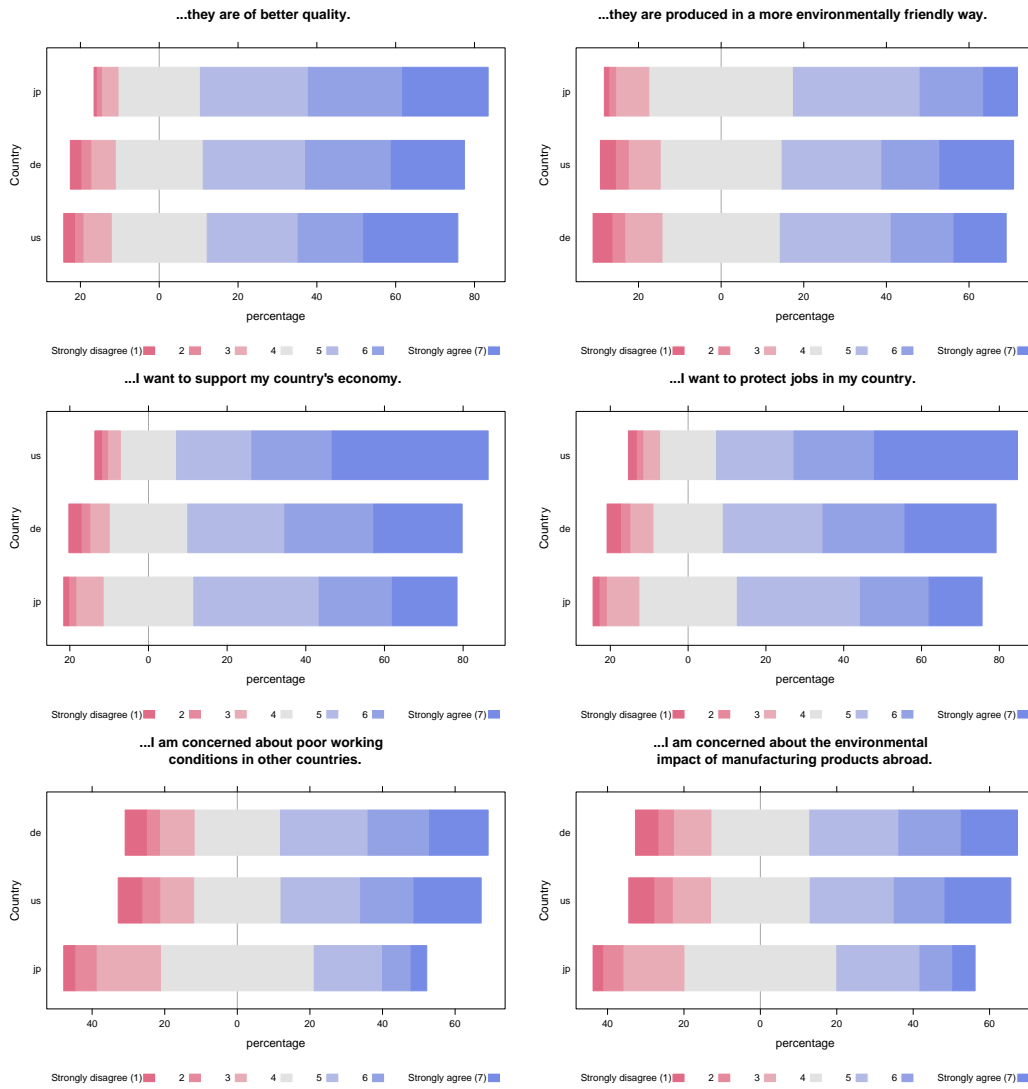 ...they are of better quality.
Country
jp
de
us
20 0 20 40 60 80
percentage
Strongly disagree (1) 2 3 4 5 6 Strongly agree (7)
...they are produced in a more environmentally friendly way.
Country
jp
us
de
20 0 20 40 60
percentage
Strongly disagree (1) 2 3 4 5 6 Strongly agree (7)
...I want to support my country's economy.
Country
us
de
jp
20 0 20 40 60 80
percentage
Strongly disagree (1) 2 3 4 5 6 Strongly agree (7)
...I want to protect jobs in my country.
Country
us
de
jp
20 0 20 40 60 80
percentage
Strongly disagree (1) 2 3 4 5 6 Strongly agree (7)
...I am concerned about poor working
conditions in other countries.
Country
de
us
jp
40 20 0 20 40 60
percentage
Strongly disagree (1) 2 3 4 5 6 Strongly agree (7)
...I am concerned about the environmental
impact of manufacturing products abroad.
Country
de
us
jp
40 20 0 20 40 60
percentage
Strongly disagree (1) 2 3 4 5 6 Strongly agree (7)